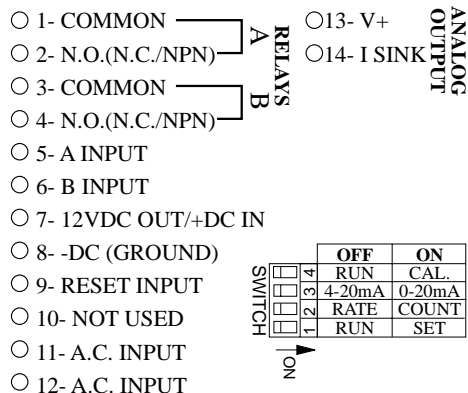 1- COMMON
2- N.O.(N.C./NPN)
A
3- COMMON
4- N.O.(N.C./NPN)
B
RELAYS
5- A INPUT
6- B INPUT
7- 12VDC OUT/+DC IN
8- -DC (GROUND)
9- RESET INPUT
10- NOT USED
11- A.C. INPUT
12- A.C. INPUT
13- V+
14- I SINK
ANALOG
OUTPUT
OFF ON
4 RUN CAL.
3 4-20mA 0-20mA
2 RATE COUNT
1 RUN SET
SWITCH
ON